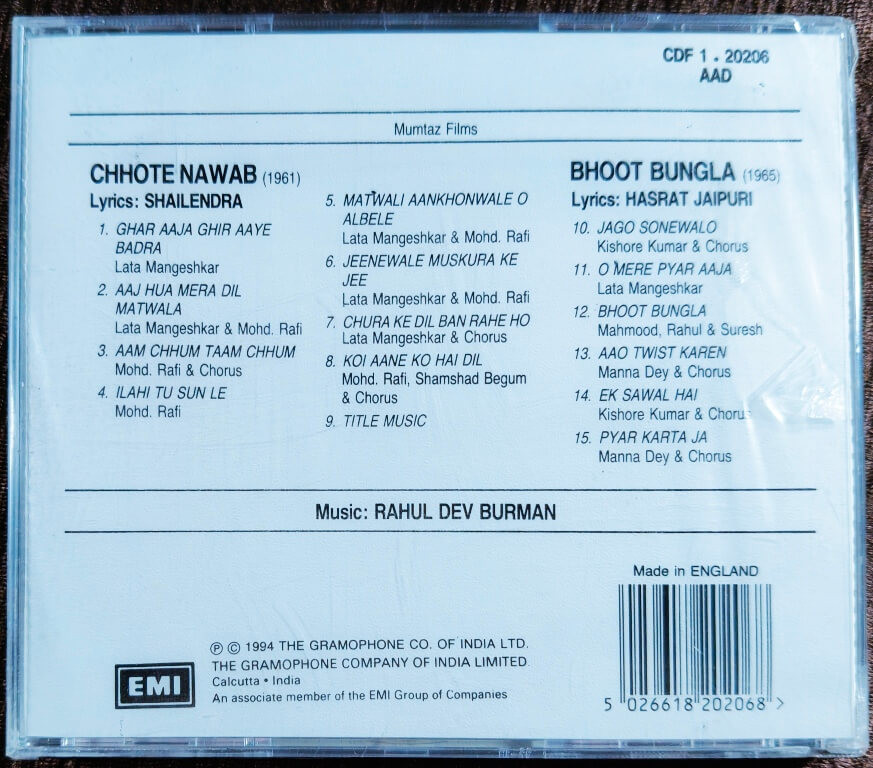 CDF 1 . 20206
AAD
Mumtaz Films
CHHOTE NAWAB (1961)
Lyrics: SHAILENDRA
1. GHAR AAJA GHIR AAYE
BADRA
Lata Mangeshkar
2. AAJ HUA MERA DIL
MATWALA
Lata Mangeshkar & Mohd. Rafi
3. AAM CHHUM TAAM CHHUM
Mohd. Rafi & Chorus
4. ILAHI TU SUN LE
Mohd. Rafi
5. MATWALI AANKHONWALE O
ALBELE
Lata Mangeshkar & Mohd. Rafi
6. JEENEWALE MUSKURA KE
JEE
Lata Mangeshkar & Mohd. Rafi
7. CHURA KE DIL BAN RAHE HO
Lata Mangeshkar & Chorus
8. KOI AANE KO HAI DIL
Mohd. Rafi, Shamshad Begum
& Chorus
9. TITLE MUSIC
BHOOT BUNGLA (1965)
Lyrics: HASRAT JAIPURI
10. JAGO SONEWALO
Kishore Kumar & Chorus
11. O MERE PYAR AAJA
Lata Mangeshkar
12. BHOOT BUNGLA
Mahmood, Rahul & Suresh
13. AAO TWIST KAREN
Manna Dey & Chorus
14. EK SAWAL HAI
Kishore Kumar & Chorus
15. PYAR KARTA JA
Manna Dey & Chorus
Music: RAHUL DEV BURMAN
Made in ENGLAND
5 026618 202068 >
EMI
Ⓟ © 1994 THE GRAMOPHONE CO. OF INDIA LTD.
THE GRAMOPHONE COMPANY OF INDIA LIMITED.
Calcutta • India
An associate member of the EMI Group of Companies